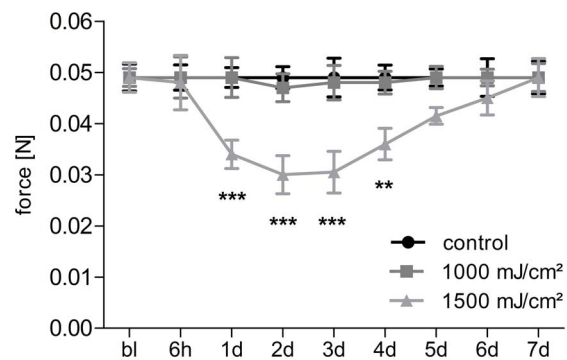 0.06
0.05
0.04
0.03
0.02
0.01
0.00
force [N]
***
***
***
**
control
1000 mJ/cm²
1500 mJ/cm²
bl 6h 1d 2d 3d 4d 5d 6d 7d